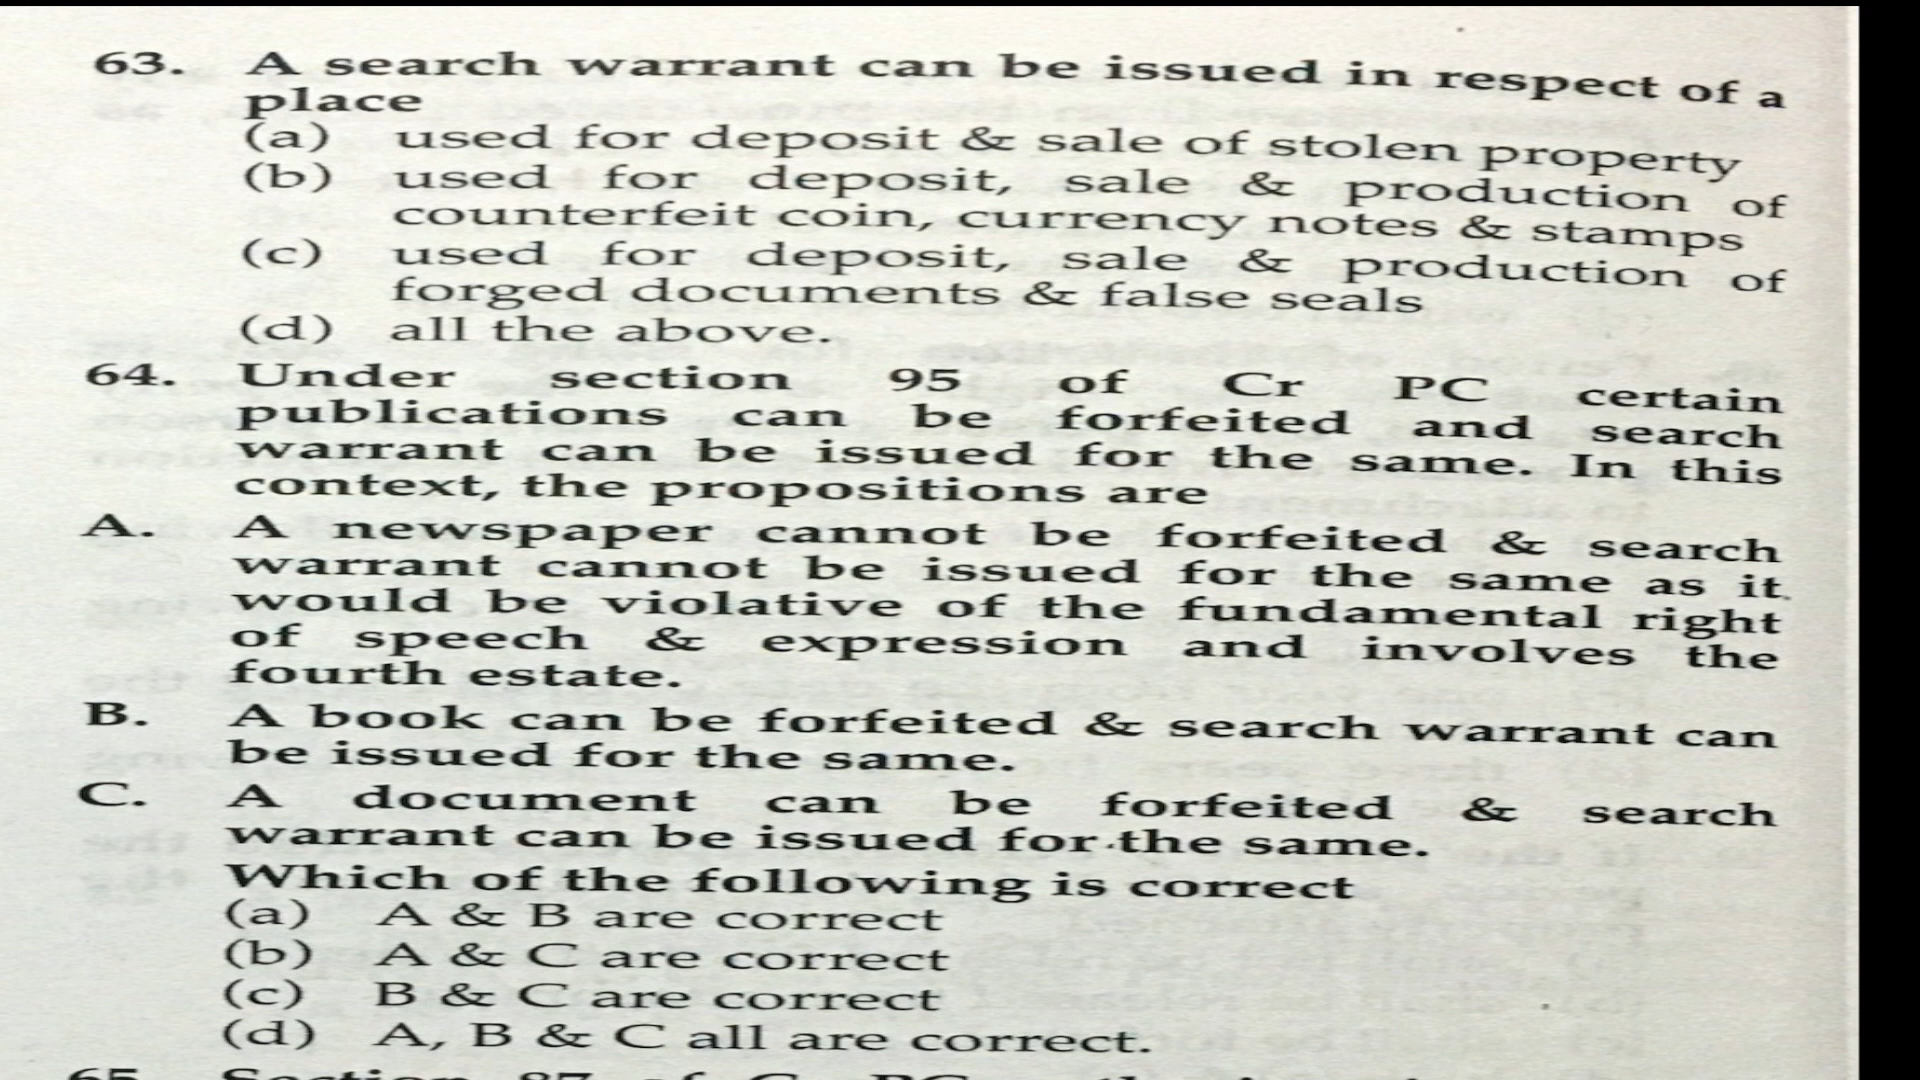 63. A search warrant can be issued in respect of a
place
(a) used for deposit & sale of stolen property
(b) used for deposit, sale & production of
counterfeit coin, currency notes & stamps
(c) used for deposit, sale & production of
forged documents & false seals
(d) all the above.
64. Under section 95 of Cr PC certain
publications can be forfeited and search
warrant can be issued for the same. In this
context, the propositions are
A. A newspaper cannot be forfeited & search
warrant cannot be issued for the same as it
would be violative of the fundamental right
of speech & expression and involves the
fourth estate.
B. A book can be forfeited & search warrant can
be issued for the same.
C. A document can be forfeited & search
warrant can be issued for the same.
Which of the following is correct
(a) A & B are correct
(b) A & C are correct
(c) B & C are correct
(d) A, B & C all are correct.
65. Section 87 of Cr PC